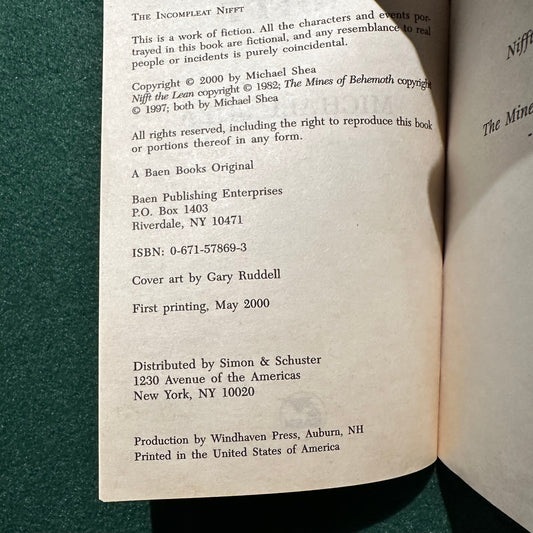 THE INCOMPLEAT NIFFT
This is a work of fiction. All the characters and events por-
trayed in this book are fictional, and any resemblance to real
people or incidents is purely coincidental.
Copyright © 2000 by Michael Shea
Nifft the Lean copyright © 1982; The Mines of Behemoth copyright
© 1997; both by Michael Shea
All rights reserved, including the right to reproduce this book
or portions thereof in any form.
A Baen Books Original
Baen Publishing Enterprises
P.O. Box 1403
Riverdale, NY 10471
ISBN: 0-671-57869-3
Cover art by Gary Ruddell
First printing, May 2000
Distributed by Simon & Schuster
1230 Avenue of the Americas
New York, NY 10020
Production by Windhaven Press, Auburn, NH
Printed in the United States of America
Nifft
The Mine